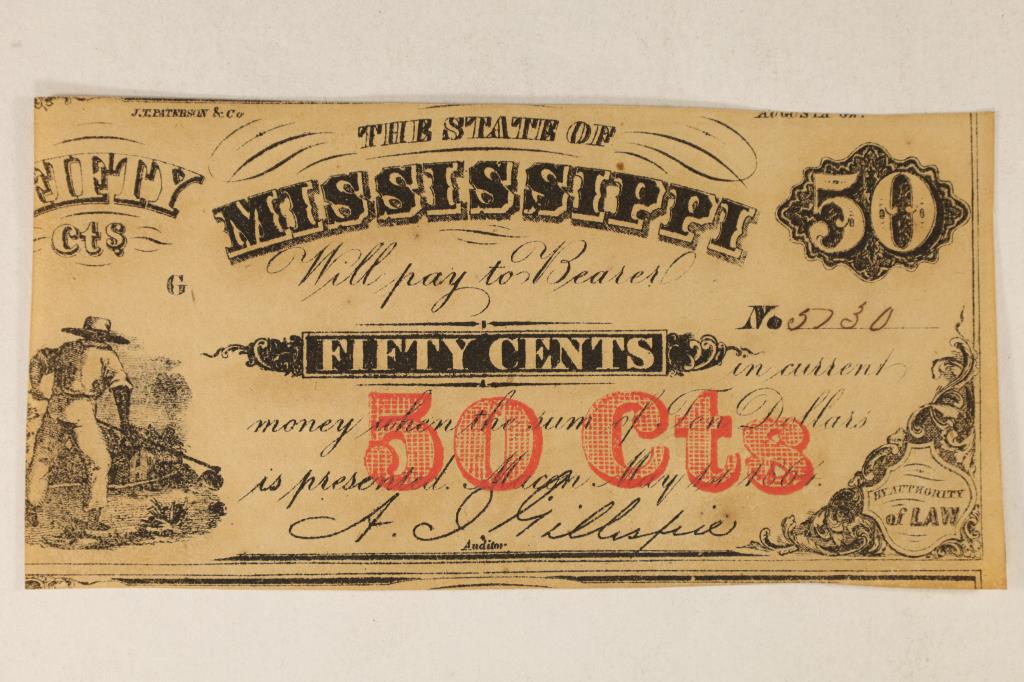 J.T. PATERSON & Co AUGUSTA GA.
THE STATE OF
FIFTY
cts
MISSISSIPPI
50
Will pay to Bearer
G
No 5730
FIFTY CENTS
in current
money when the sum of Ten Dollars
50 Cts
is presented. Macon May 1st 1864.
BY AUTHORITY
of LAW
A. J. Gillespie
Auditor